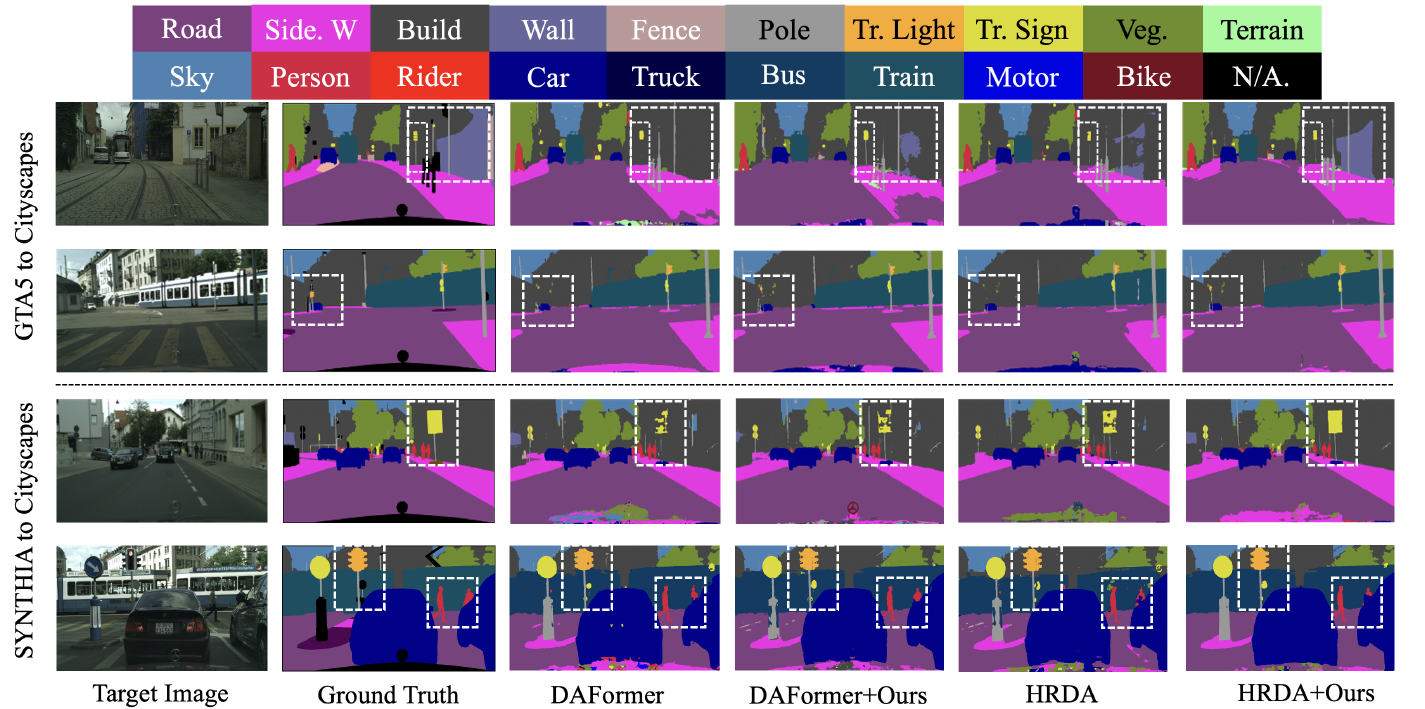 Road Side. W Build Wall Fence Pole Tr. Light Tr. Sign Veg. Terrain
Sky Person Rider Car Truck Bus Train Motor Bike N/A.
GTA5 to Cityscapes
SYNTHIA to Cityscapes
Target Image Ground Truth DAFormer DAFormer+Ours HRDA HRDA+Ours